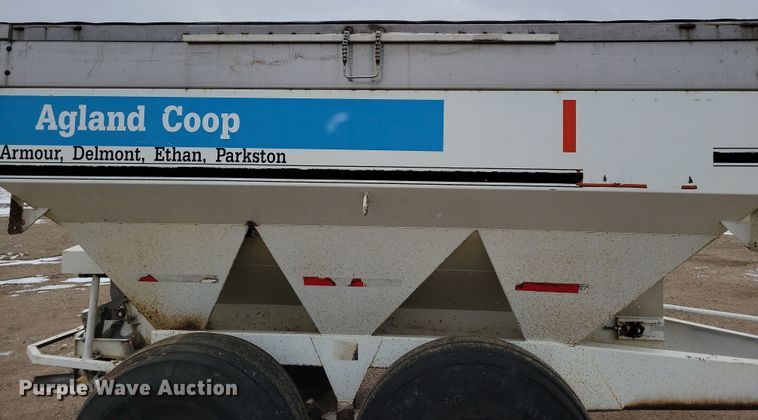 Agland Coop
Armour, Delmont, Ethan, Parkston
Purple Wave Auction